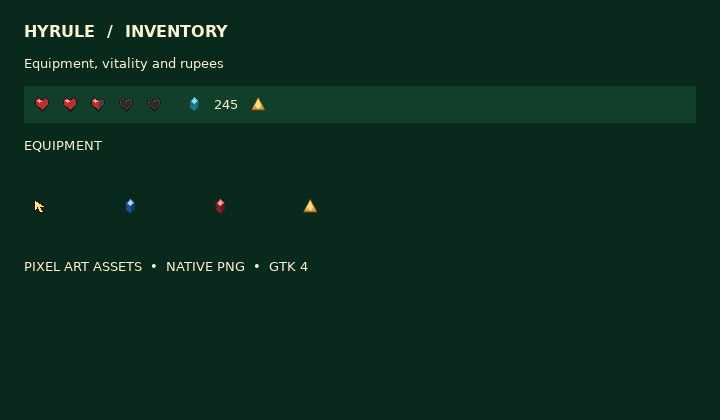 HYRULE / INVENTORY
Equipment, vitality and rupees
245
EQUIPMENT
PIXEL ART ASSETS • NATIVE PNG • GTK 4